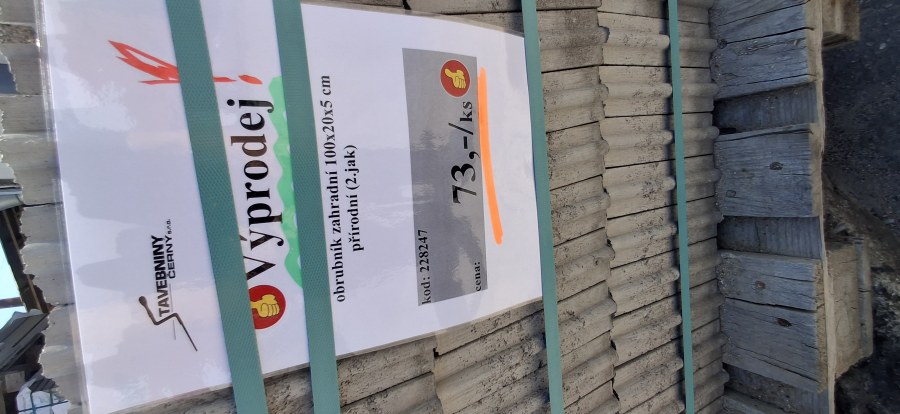 STAVEBNINY
ČERNÝ s.r.o.
Výprodej!
obrubník zahradní 100x20x5 cm
přírodní (2.jak)
kód: 228247
cena: 73,-/ks